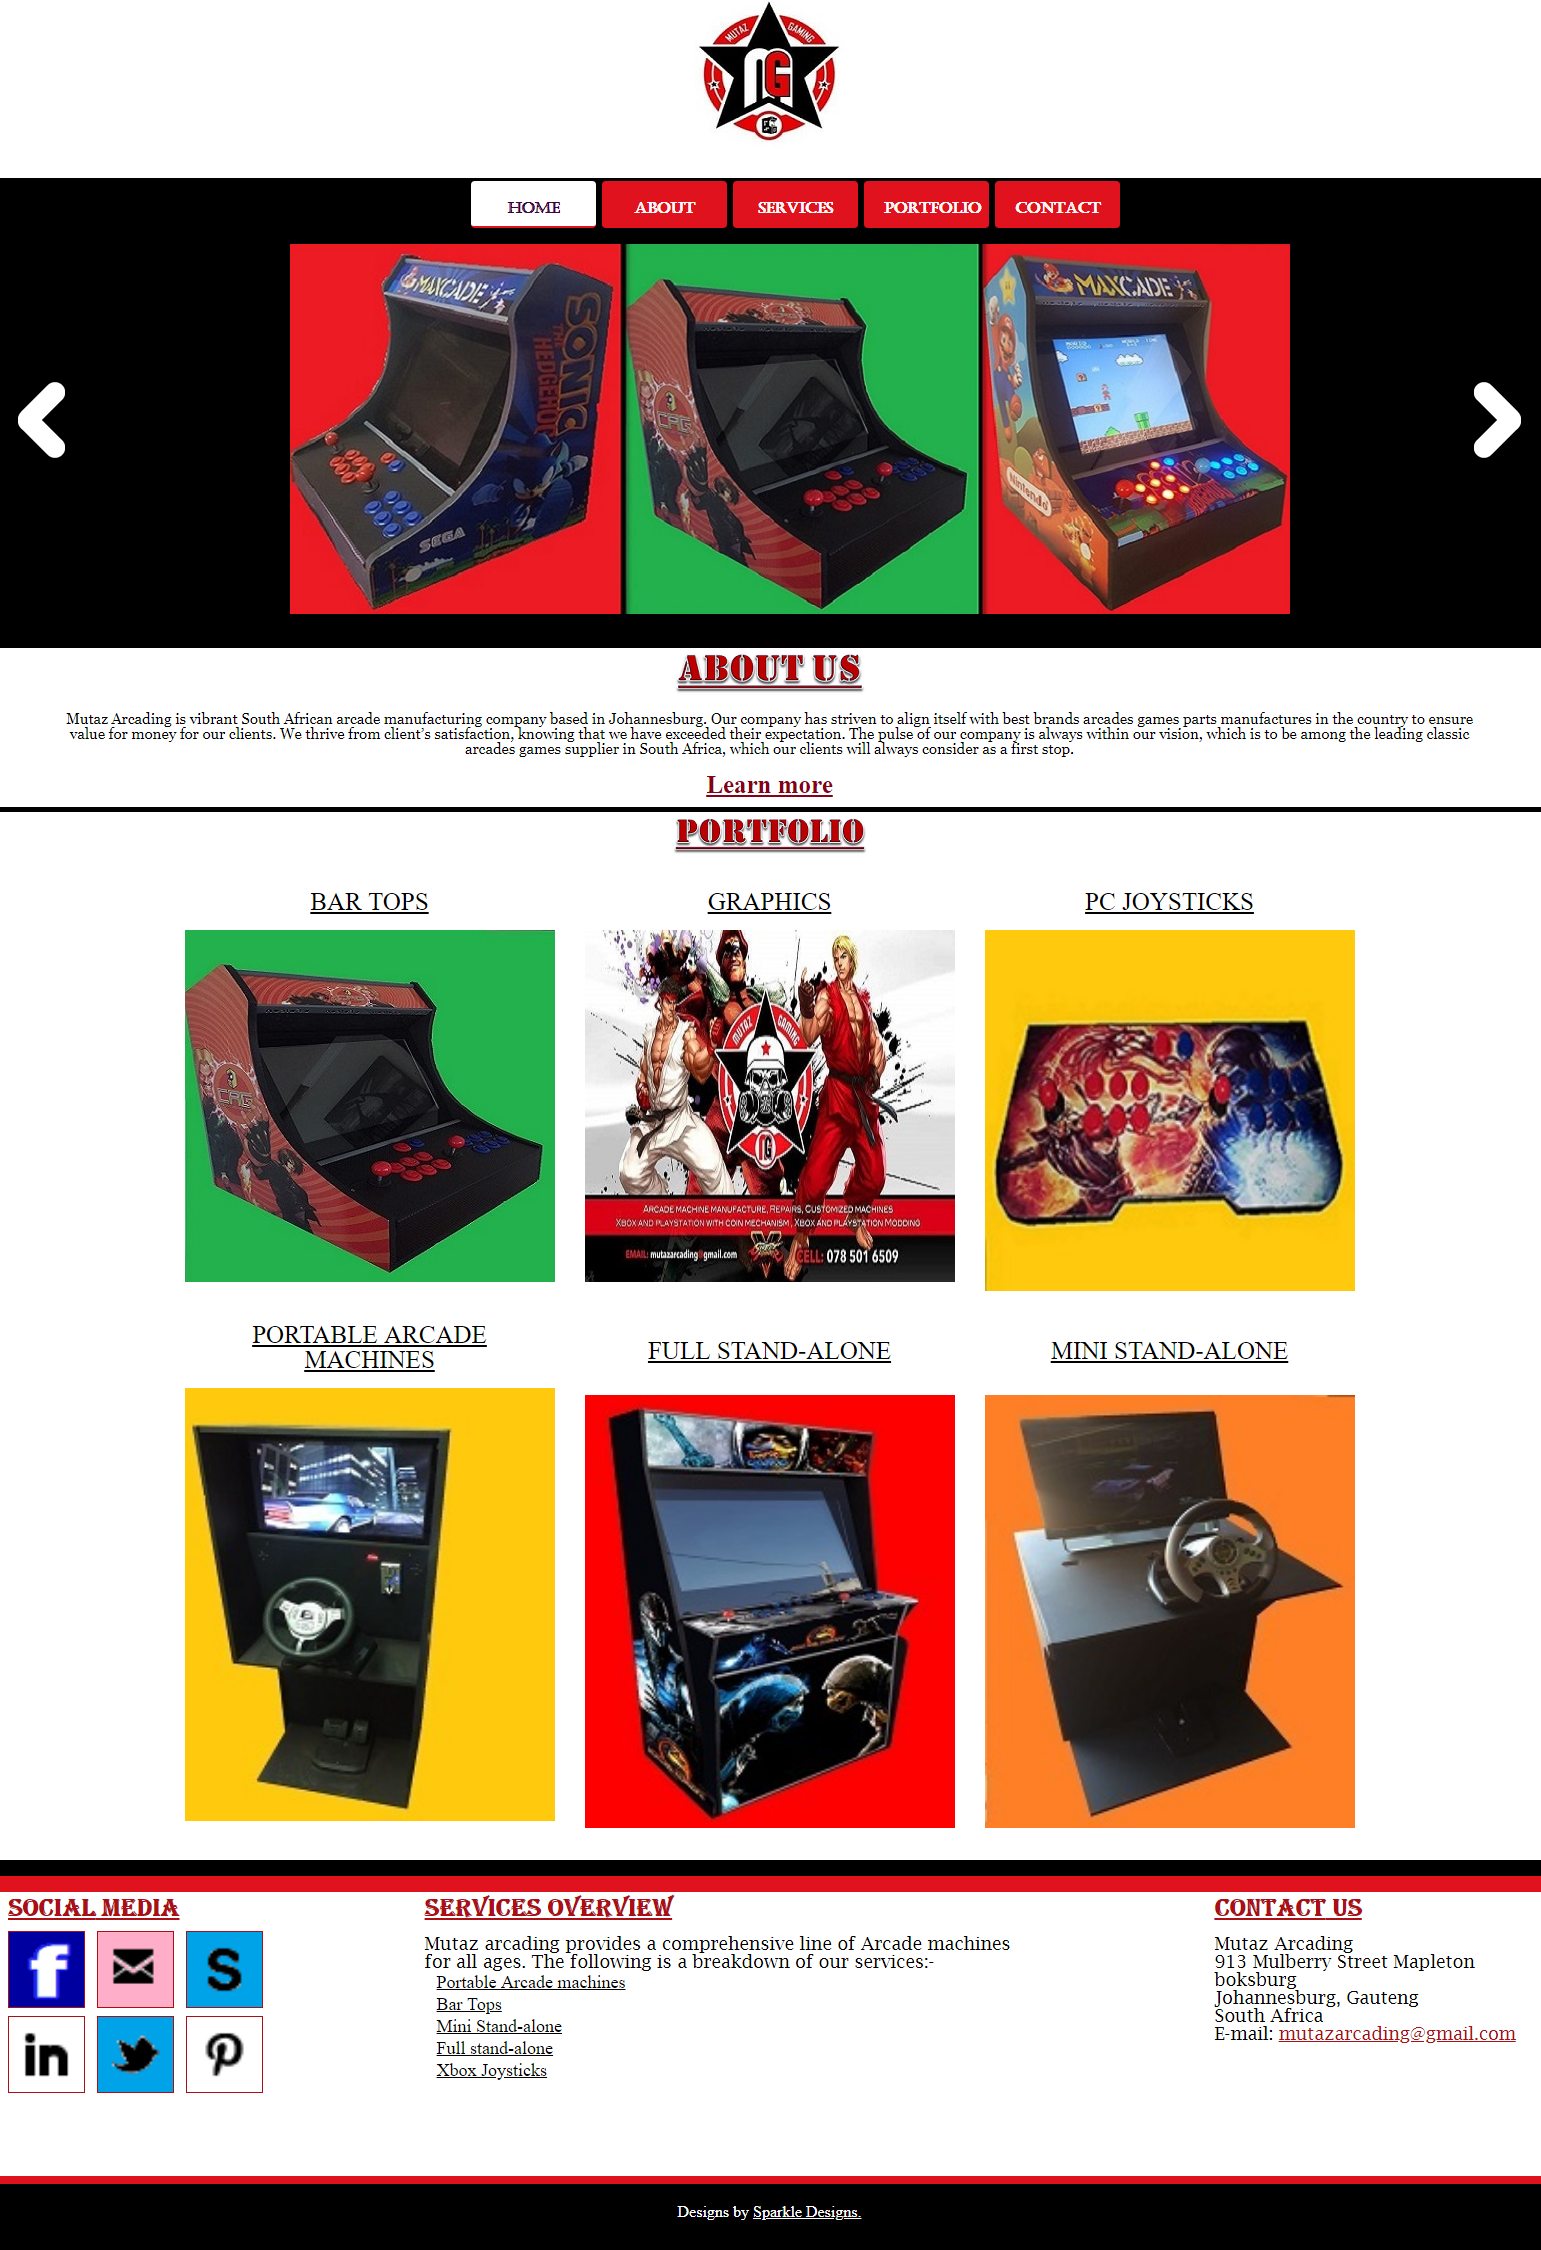 MUTAZ GAMING
HOME
ABOUT
SERVICES
PORTFOLIO
CONTACT
MAXCADE
SONIC
THE
HEDGEHOG
SEGA
CAG
MAXCADE
Nintendo
ABOUT US
Mutaz Arcading is vibrant South African arcade manufacturing company based in Johannesburg. Our company has striven to align itself with best brands arcades games parts manufactures in the country to ensure
value for money for our clients. We thrive from client’s satisfaction, knowing that we have exceeded their expectation. The pulse of our company is always within our vision, which is to be among the leading classic
arcades games supplier in South Africa, which our clients will always consider as a first stop.
Learn more
PORTFOLIO
BAR TOPS
GRAPHICS
PC JOYSTICKS
CAG
MUTAZ GAMING
ARCADE MACHINE MANUFACTURE, REPAIRS, CUSTOMIZED MACHINES
XBOX AND PLAYSTATION WITH COIN MECHANISM , XBOX AND PLAYSTATION MODDING
EMAIL: mutazarcading@gmail.com
CELL: 078 501 6509
PORTABLE ARCADE
MACHINES
FULL STAND-ALONE
MINI STAND-ALONE
SOCIAL MEDIA
SERVICES OVERVIEW
Mutaz arcading provides a comprehensive line of Arcade machines
for all ages. The following is a breakdown of our services:-
Portable Arcade machines
Bar Tops
Mini Stand-alone
Full stand-alone
Xbox Joysticks
CONTACT US
Mutaz Arcading
913 Mulberry Street Mapleton
boksburg
Johannesburg, Gauteng
South Africa
E-mail: mutazarcading@gmail.com
Designs by Sparkle Designs.